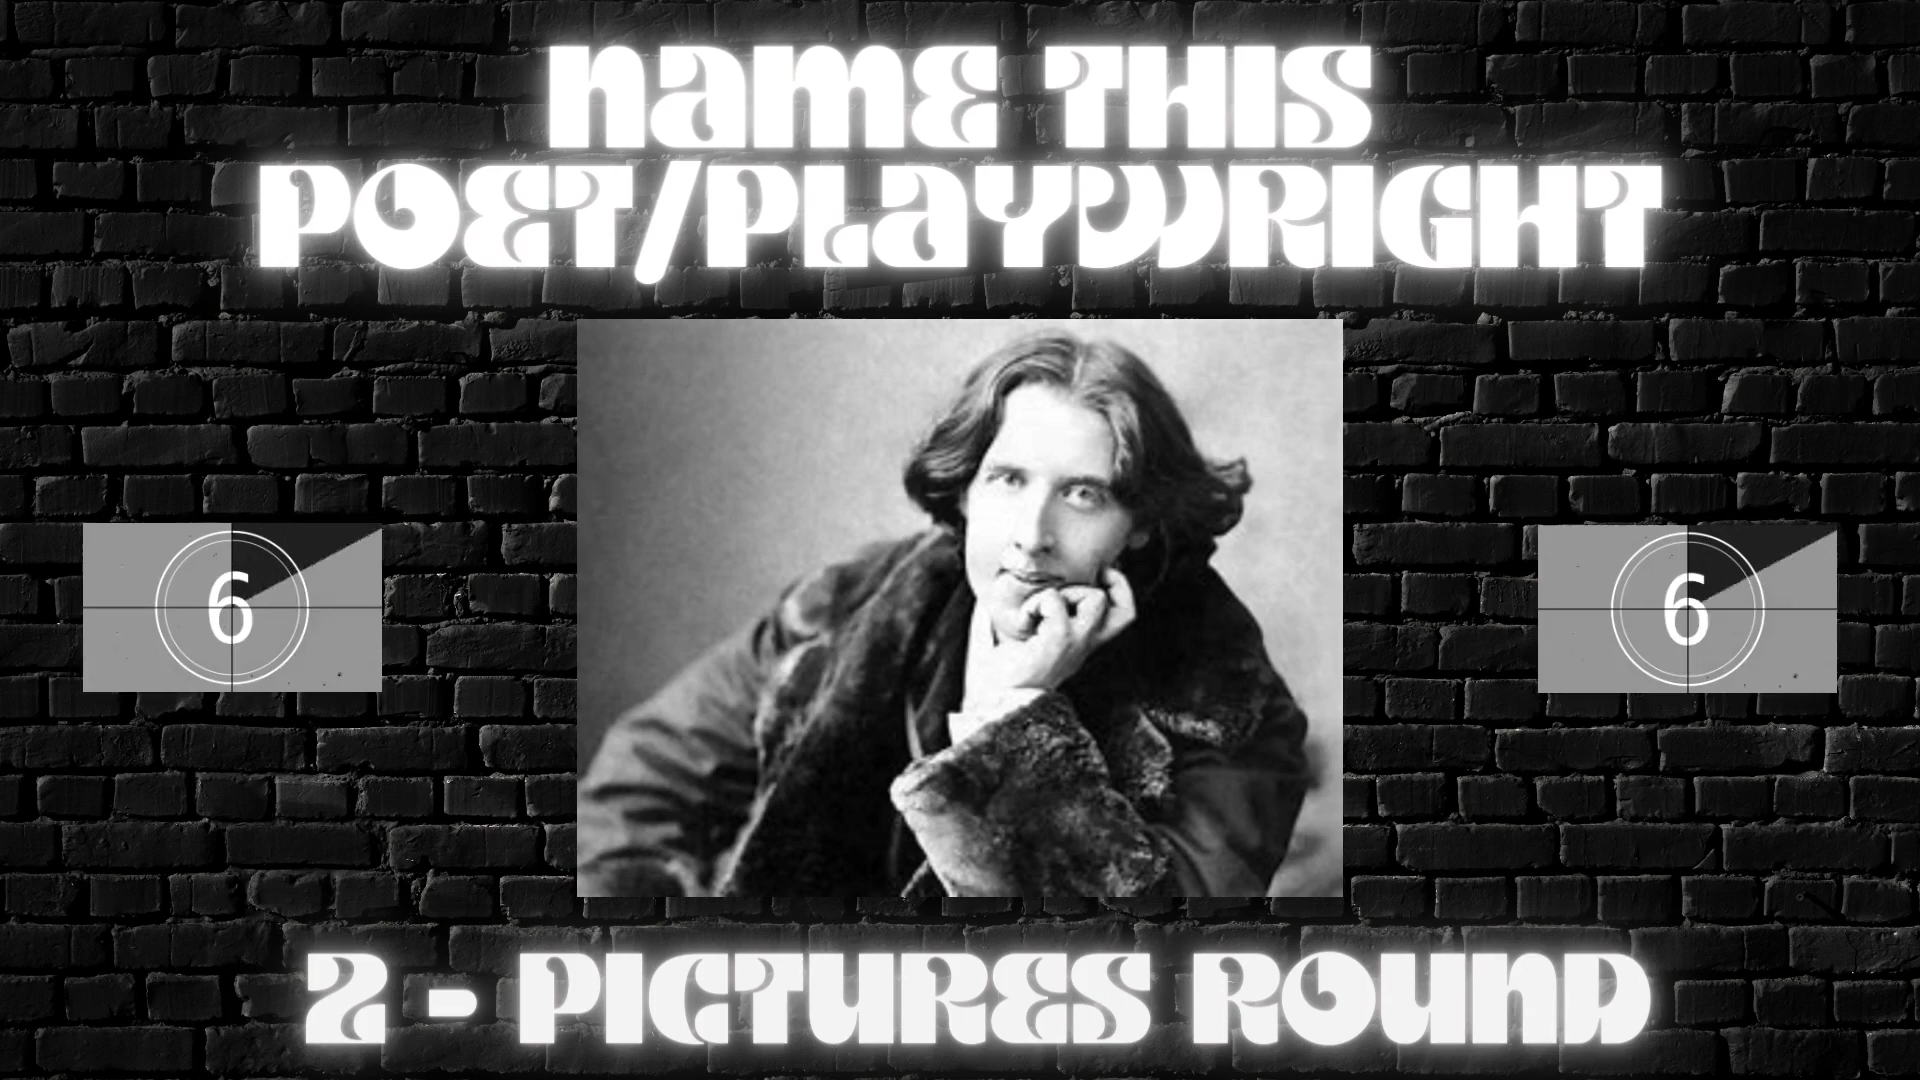 NAME THIS
POET/PLAYWRIGHT
6
6
2 - PICTURES ROUND